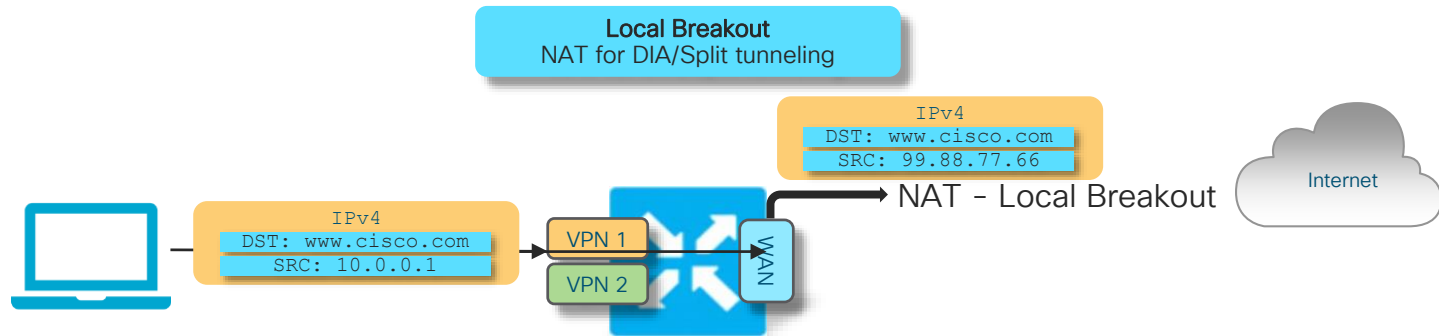 Local Breakout
NAT for DIA/Split tunneling
IPv4
DST: www.cisco.com
SRC: 99.88.77.66
NAT - Local Breakout
Internet
IPv4
DST: www.cisco.com
SRC: 10.0.0.1
VPN 1
VPN 2
WAN